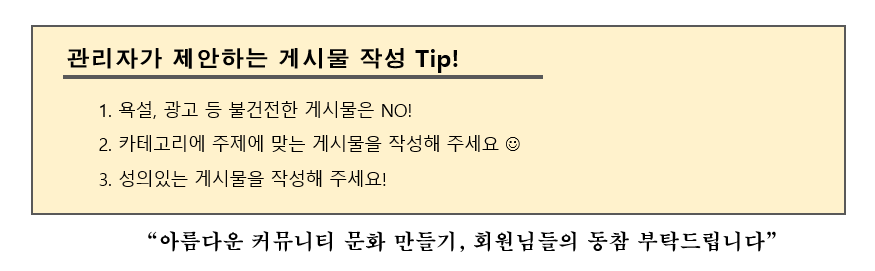 관리자가 제안하는 게시물 작성 Tip!
1. 욕설, 광고 등 불건전한 게시물은 NO!
2. 카테고리에 주제에 맞는 게시물을 작성해 주세요 ☺
3. 성의있는 게시물을 작성해 주세요!
“아름다운 커뮤니티 문화 만들기, 회원님들의 동참 부탁드립니다”